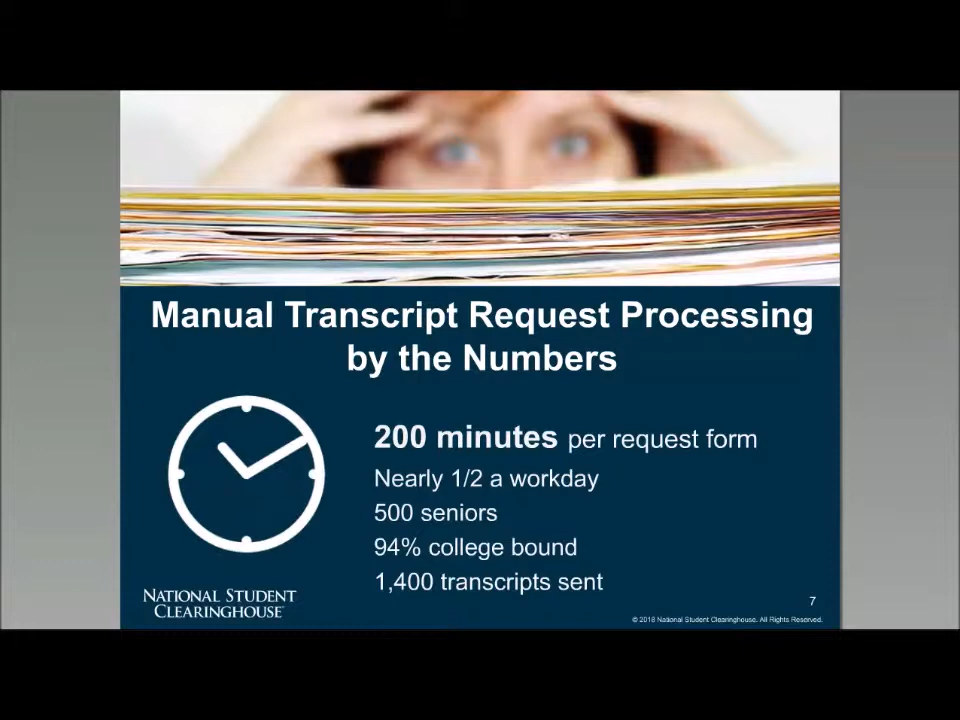 Manual Transcript Request Processing
by the Numbers
200 minutes per request form
Nearly 1/2 a workday
500 seniors
94% college bound
1,400 transcripts sent
NATIONAL STUDENT
CLEARINGHOUSE
7
© 2018 National Student Clearinghouse. All Rights Reserved.